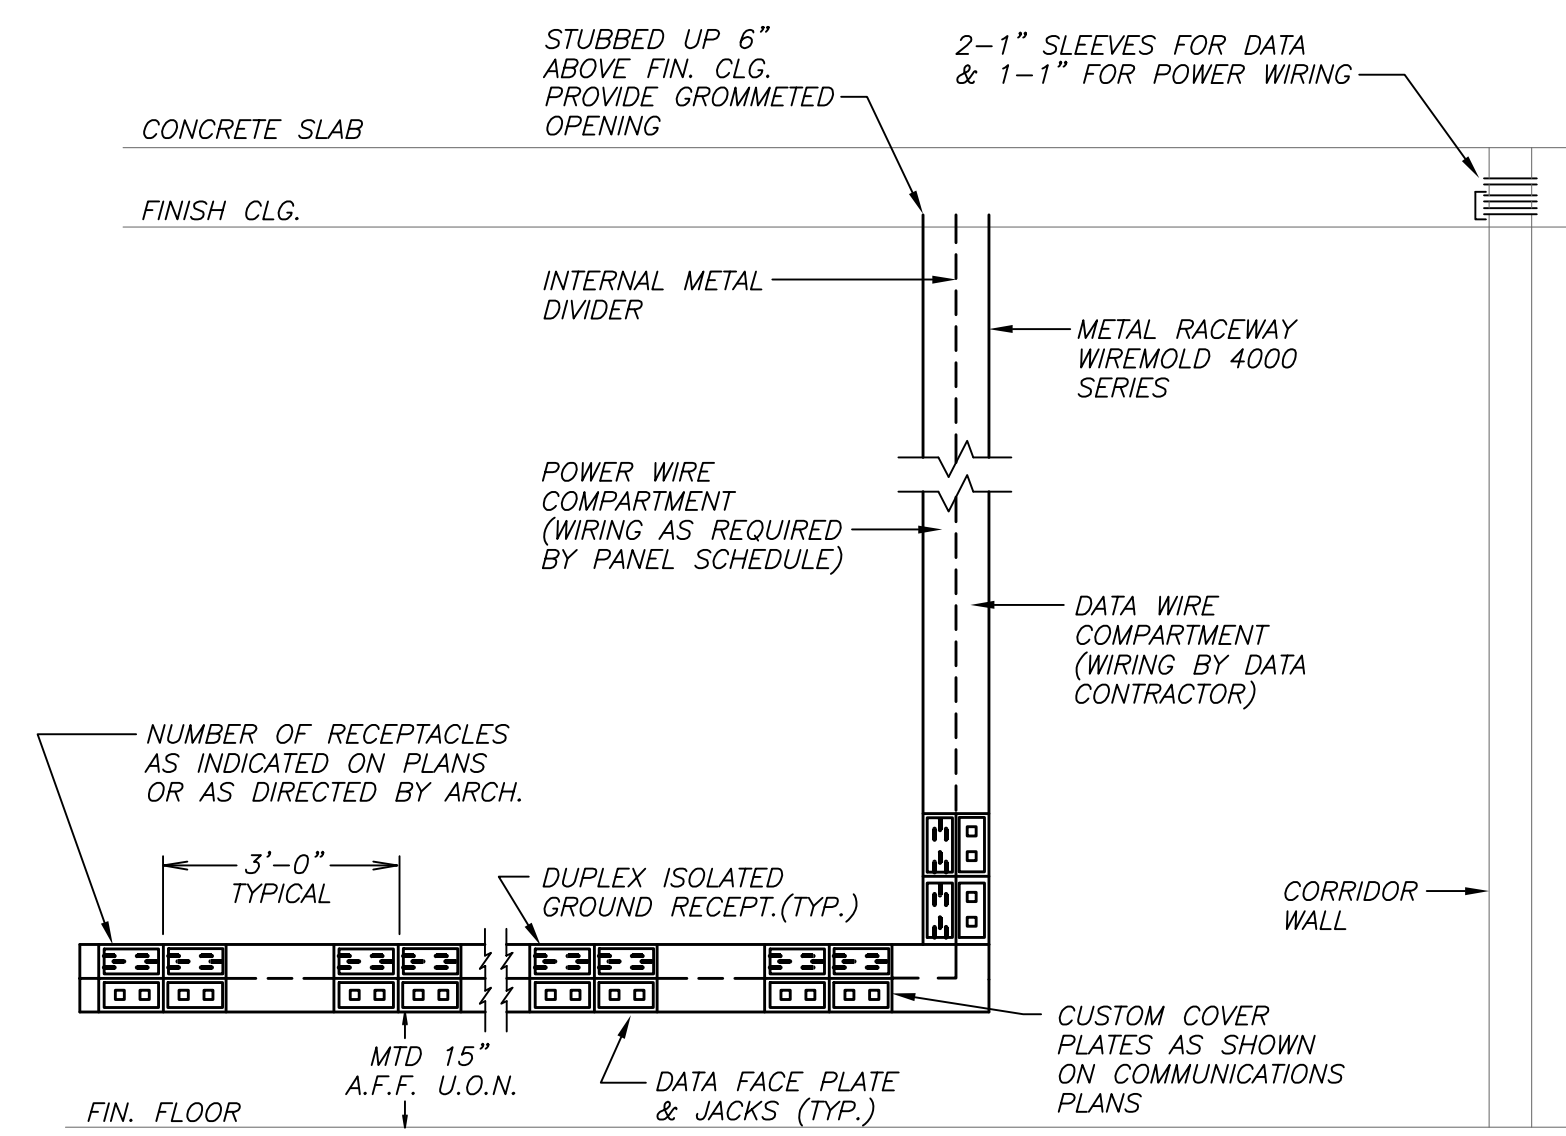 STUBBED UP 6"
ABOVE FIN. CLG.
PROVIDE GROMMETED
OPENING
2-1" SLEEVES FOR DATA
& 1-1" FOR POWER WIRING
CONCRETE SLAB
FINISH CLG.
INTERNAL METAL
DIVIDER
METAL RACEWAY
WIREMOLD 4000
SERIES
POWER WIRE
COMPARTMENT
(WIRING AS REQUIRED
BY PANEL SCHEDULE)
DATA WIRE
COMPARTMENT
(WIRING BY DATA
CONTRACTOR)
NUMBER OF RECEPTACLES
AS INDICATED ON PLANS
OR AS DIRECTED BY ARCH.
3'-0"
TYPICAL
DUPLEX ISOLATED
GROUND RECEPT.(TYP.)
CORRIDOR
WALL
MTD 15"
A.F.F. U.O.N.
DATA FACE PLATE
& JACKS (TYP.)
CUSTOM COVER
PLATES AS SHOWN
ON COMMUNICATIONS
PLANS
FIN. FLOOR